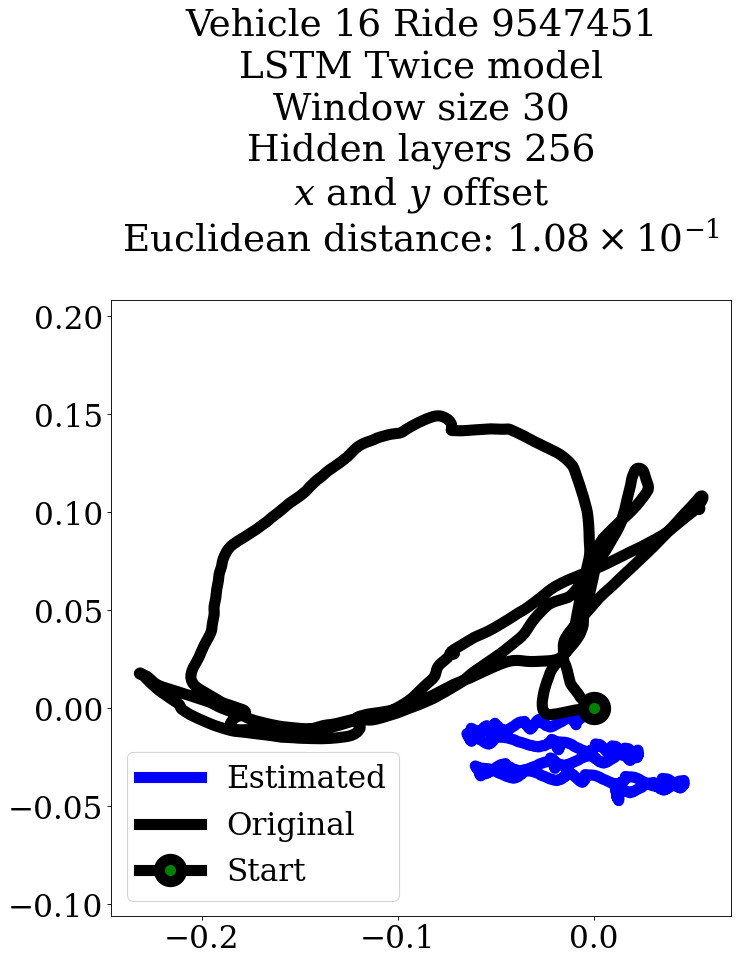 Vehicle 16 Ride 9547451
LSTM Twice model
Window size 30
Hidden layers 256
x and y offset
Euclidean distance: 1.08 × 10⁻¹
0.20
0.15
0.10
0.05
0.00
−0.05
−0.10
Estimated
Original
Start
−0.2
−0.1
0.0